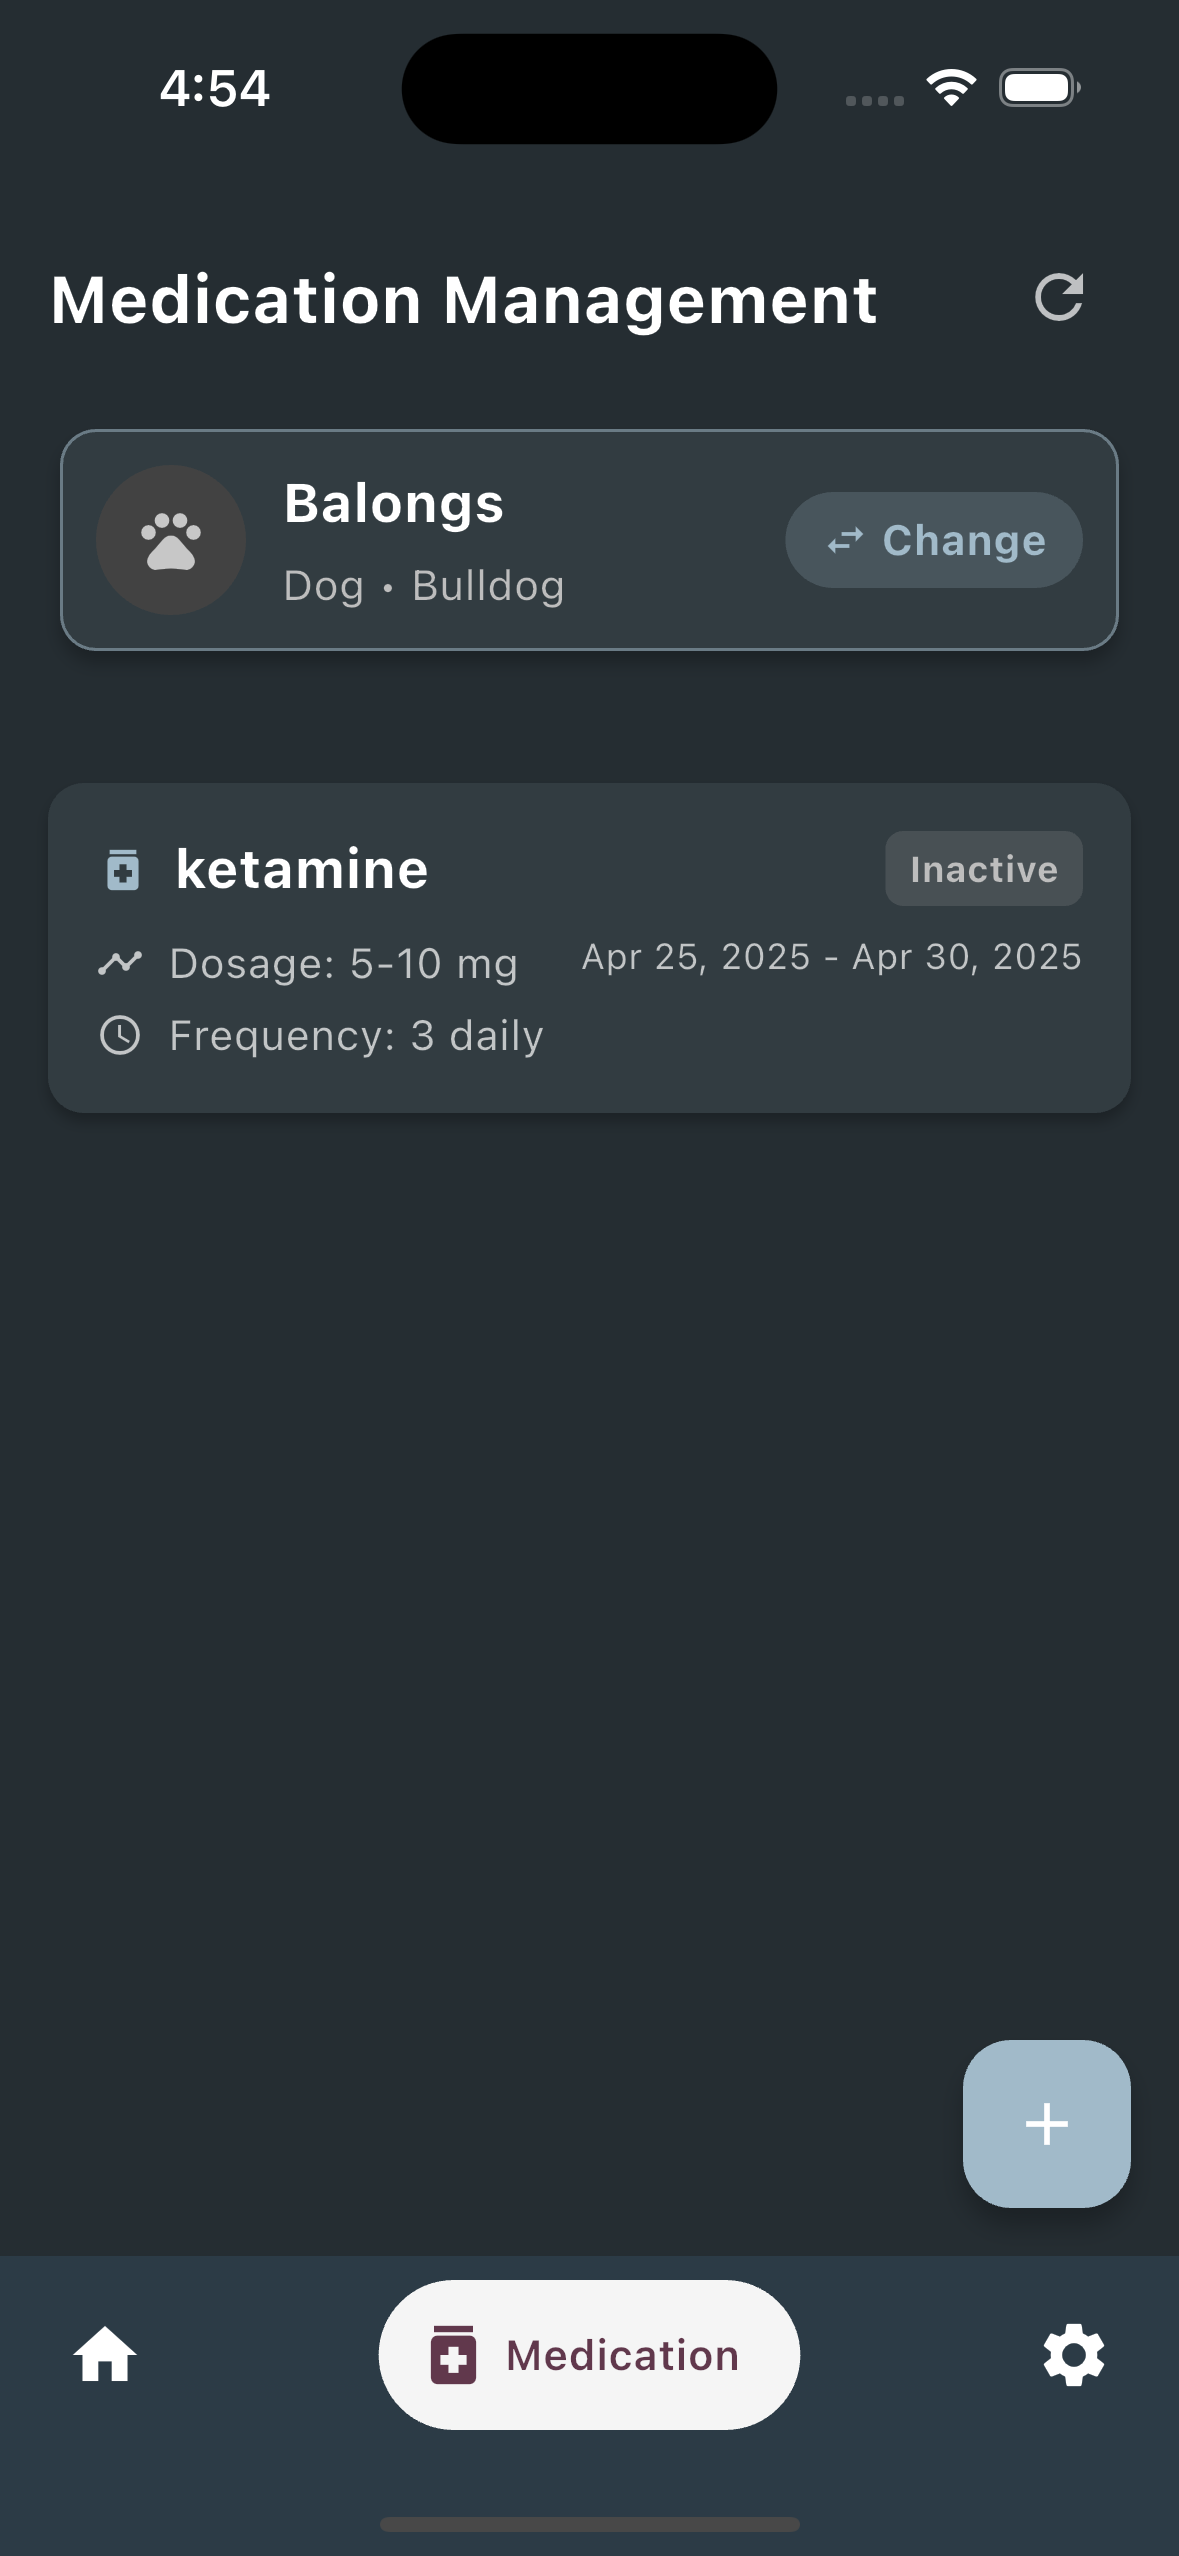 4:54
Medication Management
Balongs
Dog • Bulldog
Change
ketamine
Inactive
Dosage: 5-10 mg
Apr 25, 2025 - Apr 30, 2025
Frequency: 3 daily
Medication